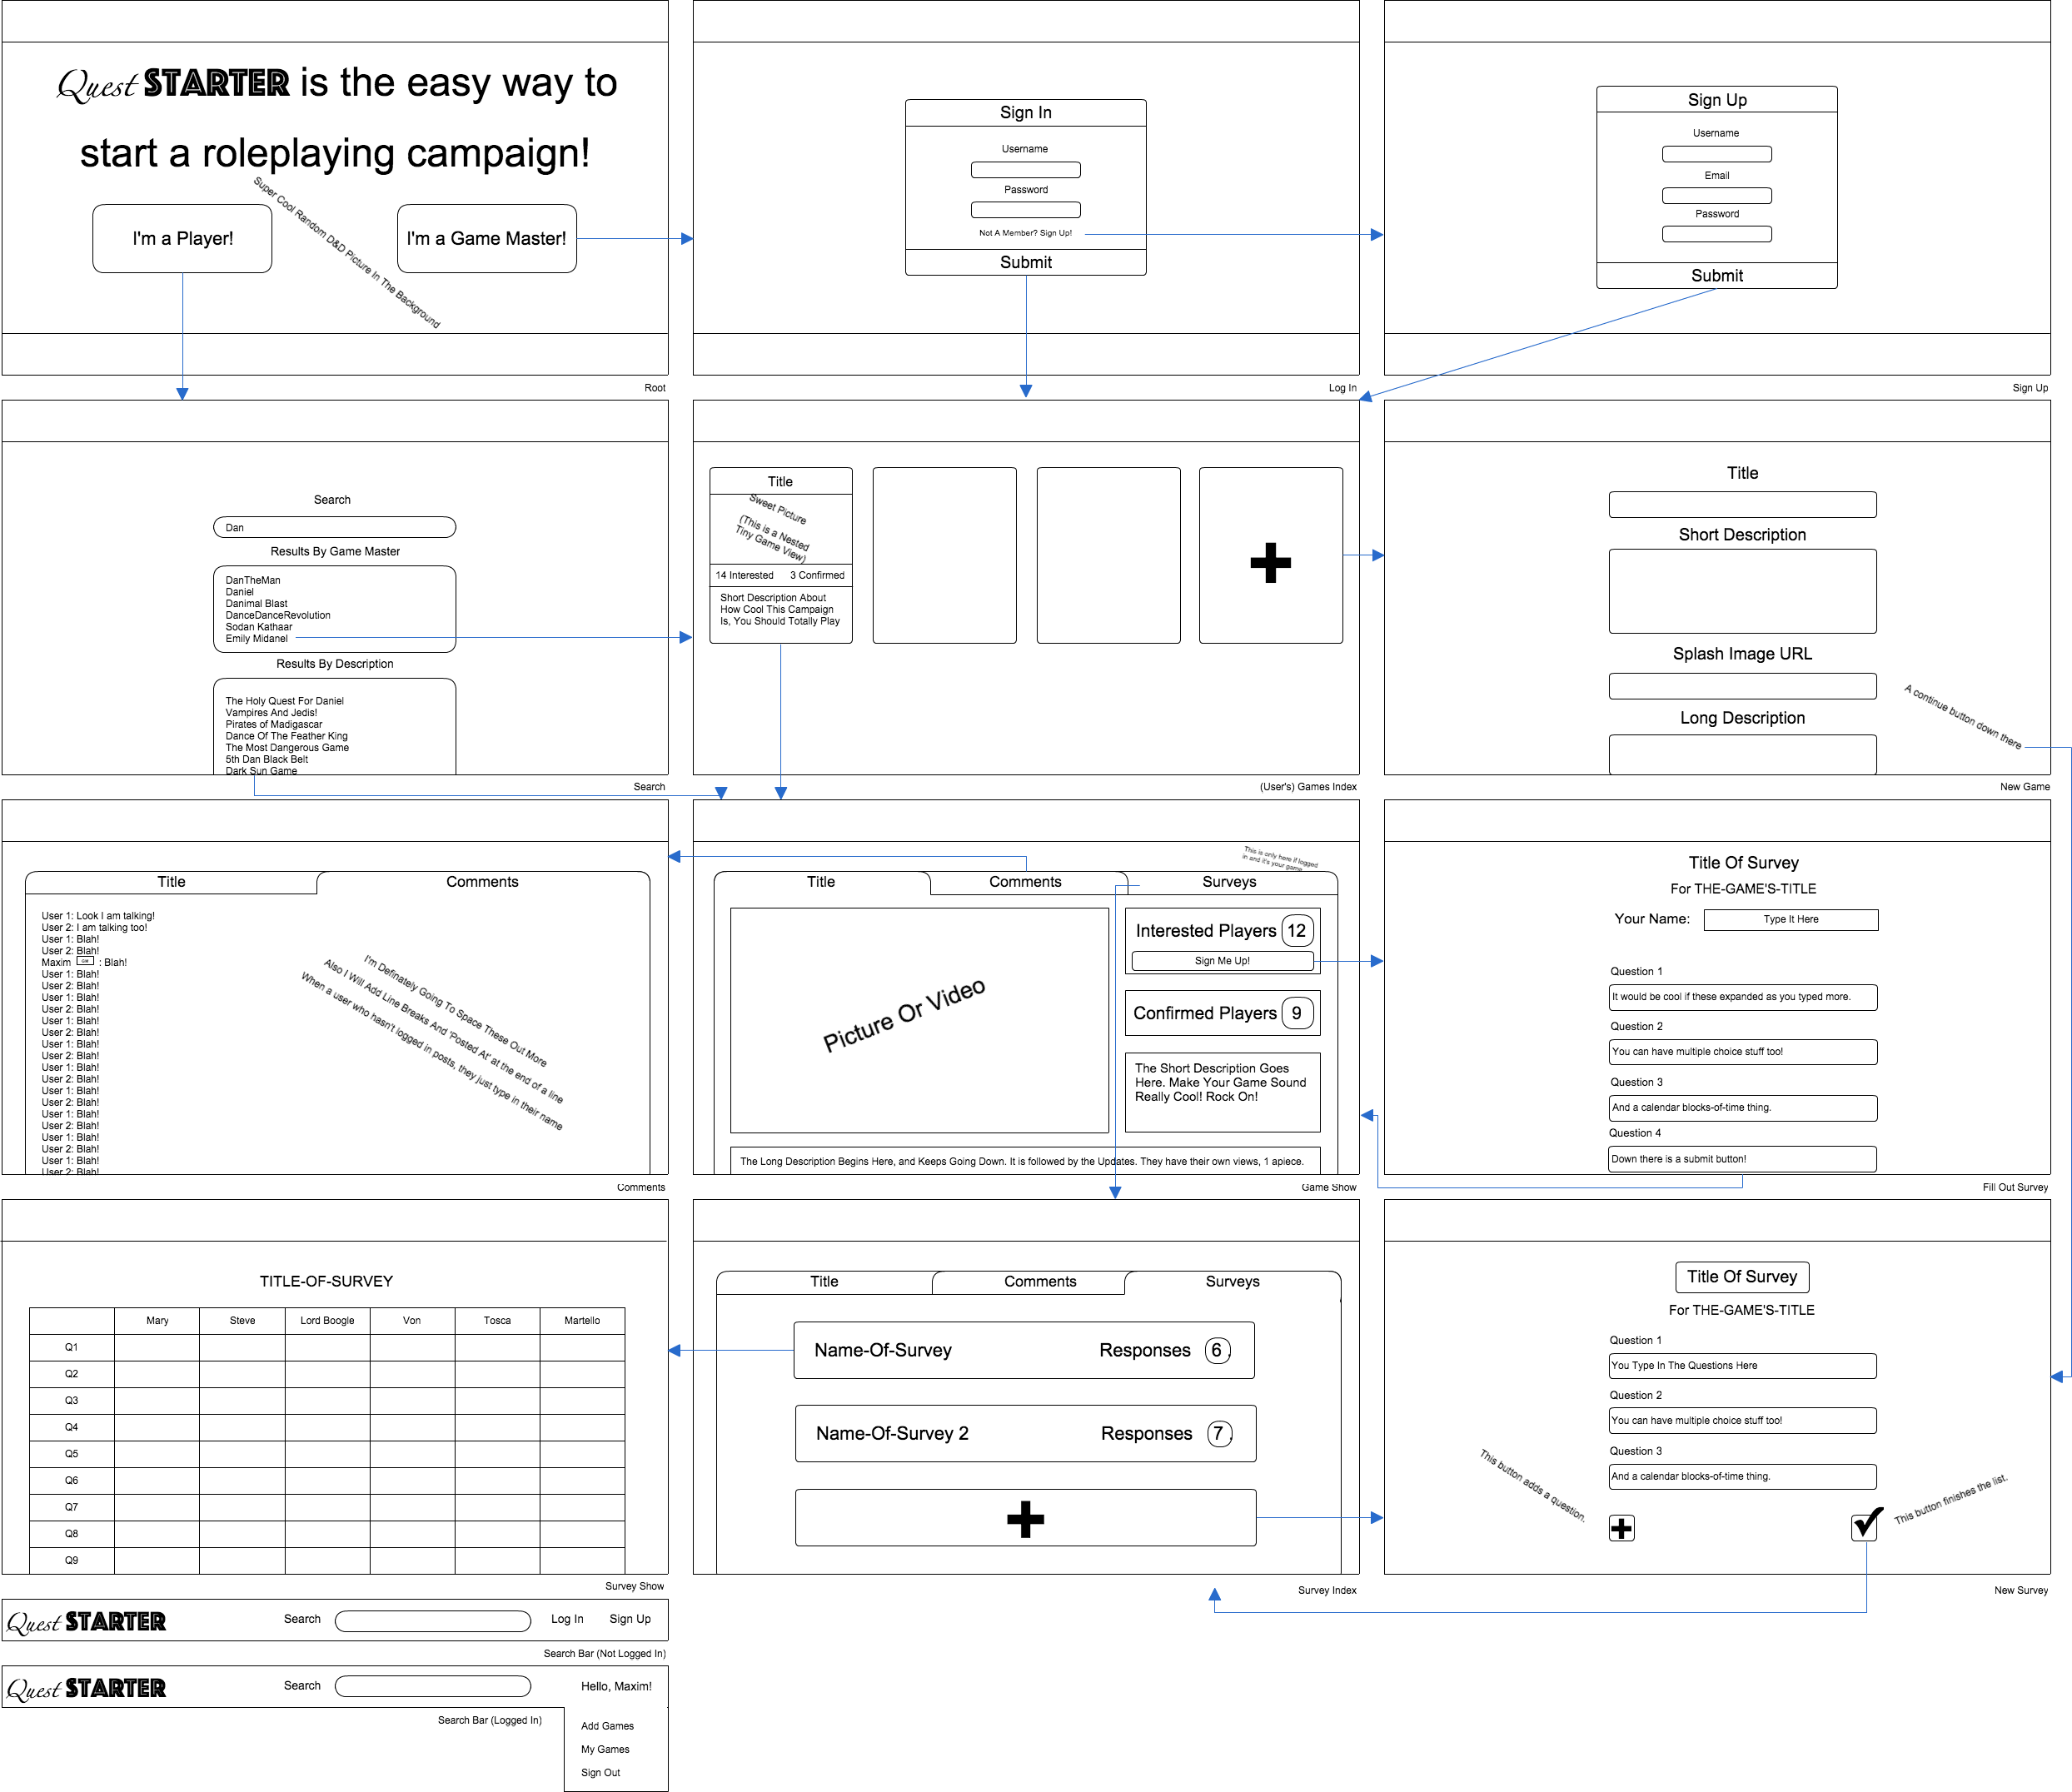 Quest STARTER is the easy way to
start a roleplaying campaign!
Super Cool Random D&D Picture In The Background
I'm a Player!
I'm a Game Master!
Root
Sign In
Username
Password
Not A Member? Sign Up!
Submit
Log In
Sign Up
Username
Email
Password
Submit
Sign Up
Search
Dan
Results By Game Master
DanTheMan
Daniel
Danimal Blast
DanceDanceRevolution
Sodan Kathaar
Emily Midanel
Results By Description
The Holy Quest For Daniel
Vampires And Jedis!
Pirates of Madigascar
Dance Of The Feather King
The Most Dangerous Game
5th Dan Black Belt
Dark Sun Game
Search
Title
Sweet Picture
(This is a Nested
Tiny Game View)
14 Interested 3 Confirmed
Short Description About
How Cool This Campaign
Is, You Should Totally Play
(User's) Games Index
Title
Short Description
Splash Image URL
Long Description
A continue button down there
New Game
Title Comments
User 1: Look I am talking!
User 2: I am talking too!
User 1: Blah!
User 2: Blah!
Maxim GM : Blah!
User 1: Blah!
User 2: Blah!
User 1: Blah!
User 2: Blah!
User 1: Blah!
User 2: Blah!
User 1: Blah!
User 2: Blah!
User 1: Blah!
User 2: Blah!
User 1: Blah!
User 2: Blah!
User 1: Blah!
User 2: Blah!
User 1: Blah!
User 2: Blah!
User 1: Blah!
User 2: Blah!
I'm Definately Going To Space These Out More
Also I Will Add Line Breaks And 'Posted At' at the end of a line
When a user who hasn't logged in posts, they just type in their name
Comments
This is only here if logged
in and it's your game
Title Comments Surveys
Picture Or Video
Interested Players 12
Sign Me Up!
Confirmed Players 9
The Short Description Goes
Here. Make Your Game Sound
Really Cool! Rock On!
The Long Description Begins Here, and Keeps Going Down. It is followed by the Updates. They have their own views, 1 apiece.
Game Show
Title Of Survey
For THE-GAME'S-TITLE
Your Name: Type It Here
Question 1
It would be cool if these expanded as you typed more.
Question 2
You can have multiple choice stuff too!
Question 3
And a calendar blocks-of-time thing.
Question 4
Down there is a submit button!
Fill Out Survey
TITLE-OF-SURVEY
Mary Steve Lord Boogle Von Tosca Martello
Q1
Q2
Q3
Q4
Q5
Q6
Q7
Q8
Q9
Survey Show
Title Comments Surveys
Name-Of-Survey Responses 6
Name-Of-Survey 2 Responses 7
Survey Index
Title Of Survey
For THE-GAME'S-TITLE
Question 1
You Type In The Questions Here
Question 2
You can have multiple choice stuff too!
Question 3
And a calendar blocks-of-time thing.
This button adds a question.
This button finishes the list.
New Survey
Quest STARTER Search Log In Sign Up
Search Bar (Not Logged In)
Quest STARTER Search Hello, Maxim!
Search Bar (Logged In)
Add Games
My Games
Sign Out